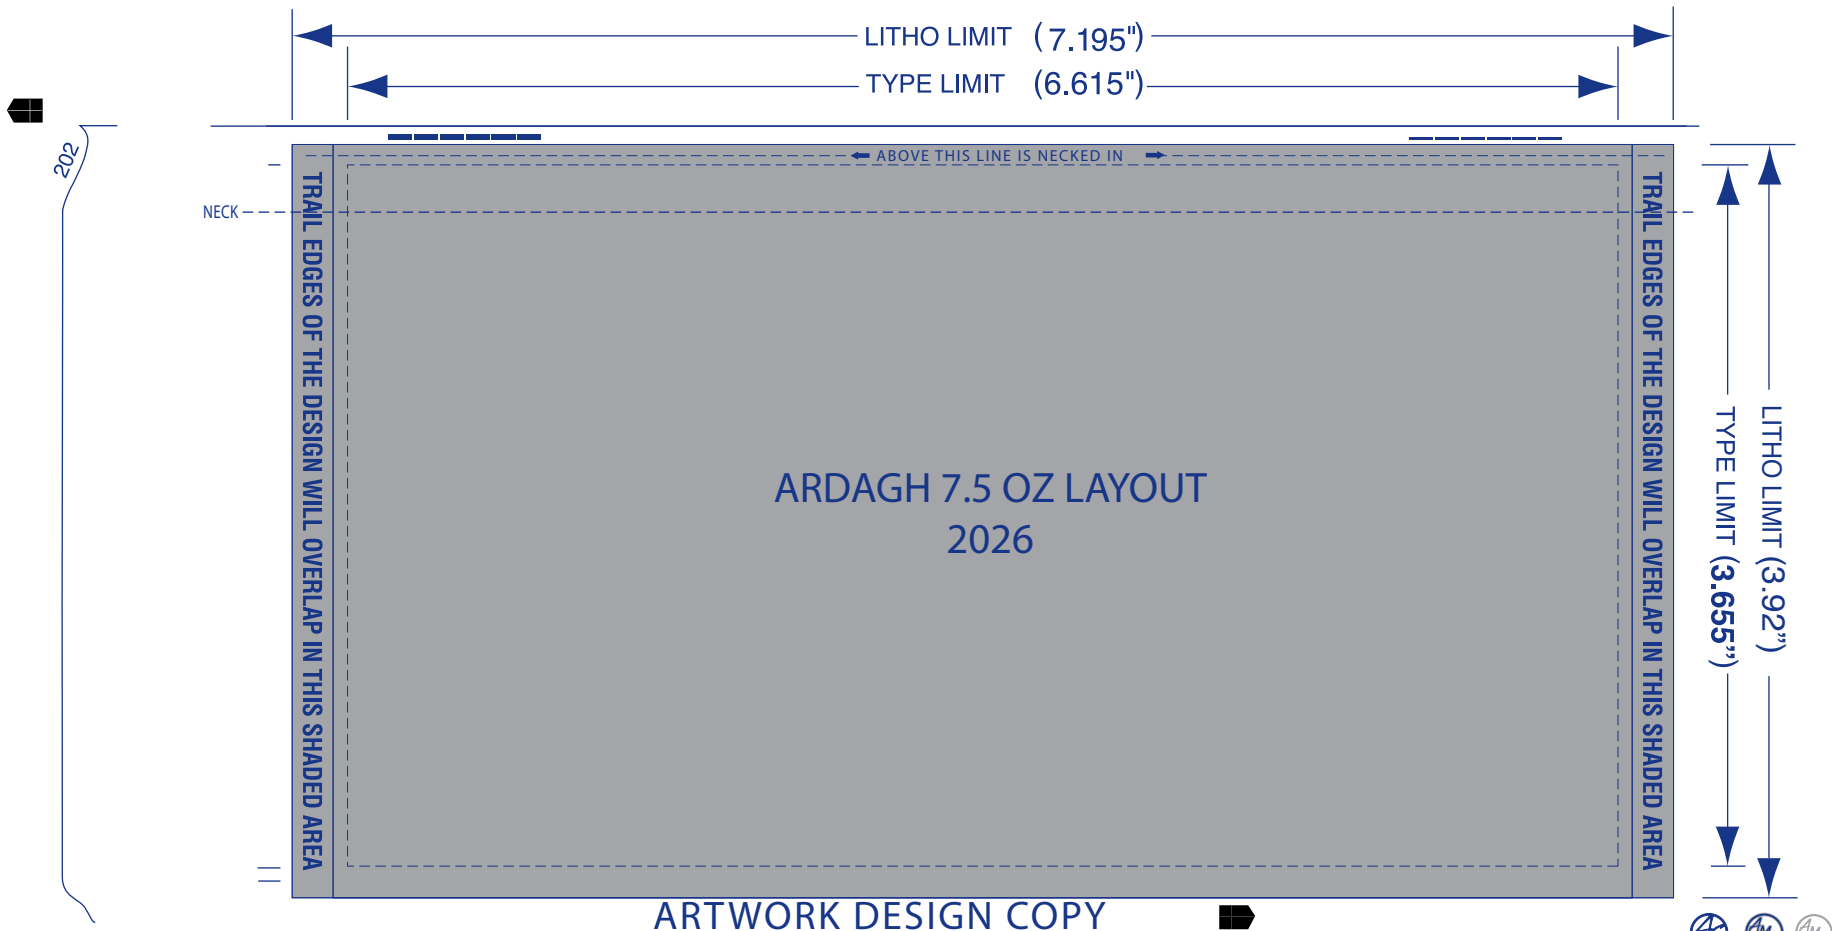 LITHO LIMIT (7.195")
TYPE LIMIT (6.615")
202
ABOVE THIS LINE IS NECKED IN
NECK
TRAIL EDGES OF THE DESIGN WILL OVERLAP IN THIS SHADED AREA
TRAIL EDGES OF THE DESIGN WILL OVERLAP IN THIS SHADED AREA
TYPE LIMIT (3.655”)
LITHO LIMIT (3.92”)
ARDAGH 7.5 OZ LAYOUT
2026
ARTWORK DESIGN COPY